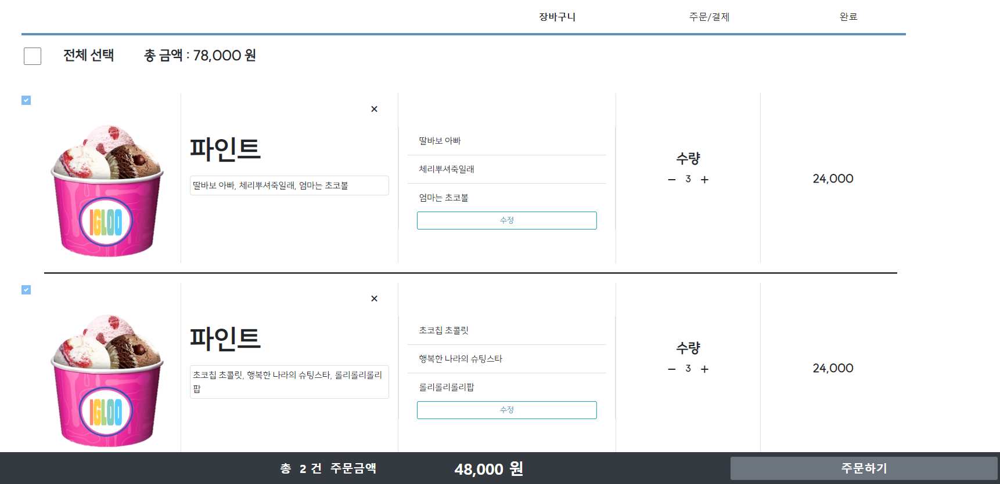 장바구니 주문/결제 완료
전체 선택 총 금액 : 78,000 원
파인트
딸바보 아빠, 체리뿌셔죽일래, 엄마는 초코볼
딸바보 아빠
체리뿌셔죽일래
엄마는 초코볼
수정
수량
− 3 +
24,000
IGLOO
파인트
초코칩 초콜릿, 행복한 나라의 슈팅스타, 롤리롤리롤리
팝
초코칩 초콜릿
행복한 나라의 슈팅스타
롤리롤리롤리팝
수정
수량
− 3 +
24,000
IGLOO
총 2 건 주문금액 48,000 원 주문하기